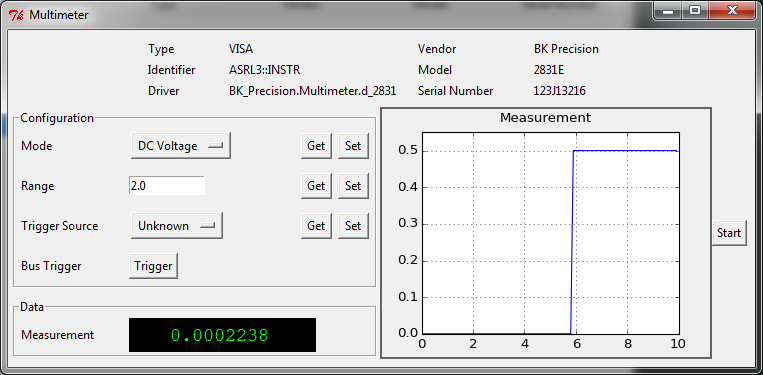 Multimeter
Type VISA Vendor BK Precision
Identifier ASRL3::INSTR Model 2831E
Driver BK_Precision.Multimeter.d_2831 Serial Number 123J13216
Configuration
Mode DC Voltage Get Set
Range 2.0 Get Set
Trigger Source Unknown Get Set
Bus Trigger Trigger
Data
Measurement 0.0002238
Measurement
0.5
0.4
0.3
0.2
0.1
0.0
0 2 4 6 8 10
Start